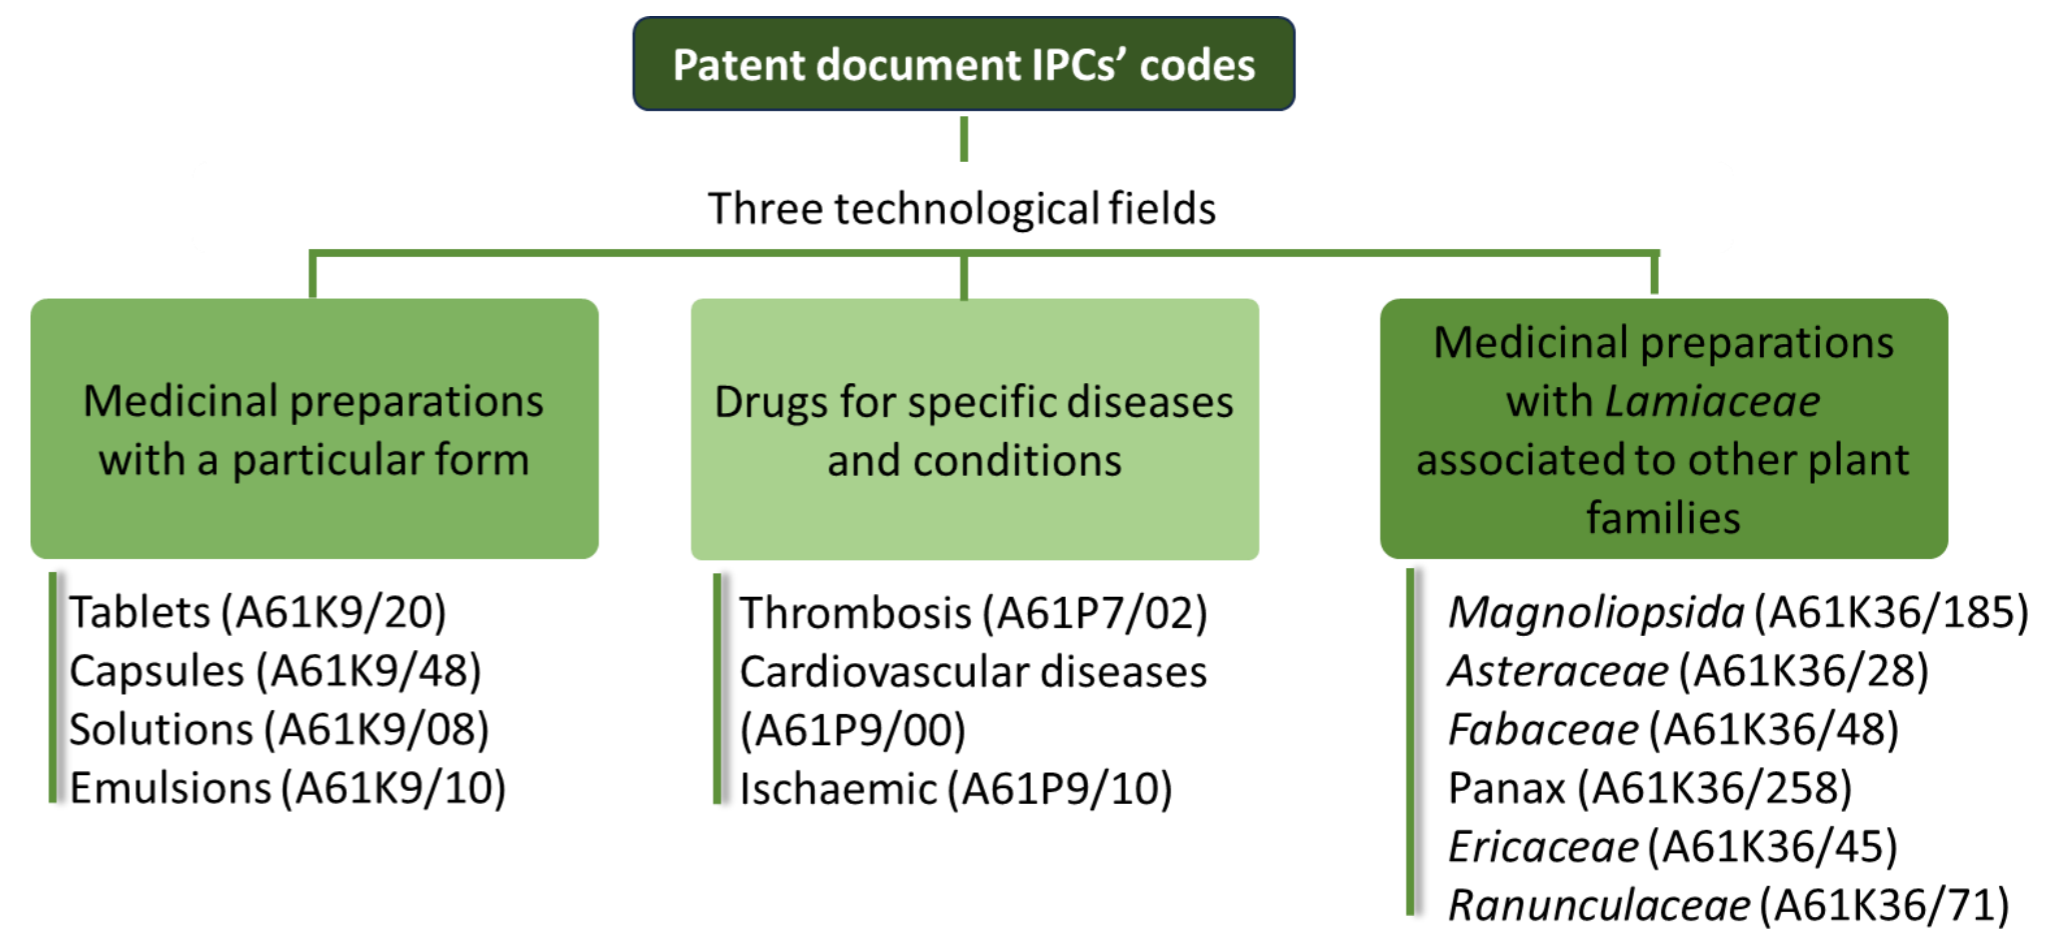 Patent document IPCs’ codes
Three technological fields
Medicinal preparations
with a particular form
Tablets (A61K9/20)
Capsules (A61K9/48)
Solutions (A61K9/08)
Emulsions (A61K9/10)
Drugs for specific diseases
and conditions
Thrombosis (A61P7/02)
Cardiovascular diseases
(A61P9/00)
Ischaemic (A61P9/10)
Medicinal preparations
with Lamiaceae
associated to other plant
families
Magnoliopsida (A61K36/185)
Asteraceae (A61K36/28)
Fabaceae (A61K36/48)
Panax (A61K36/258)
Ericaceae (A61K36/45)
Ranunculaceae (A61K36/71)